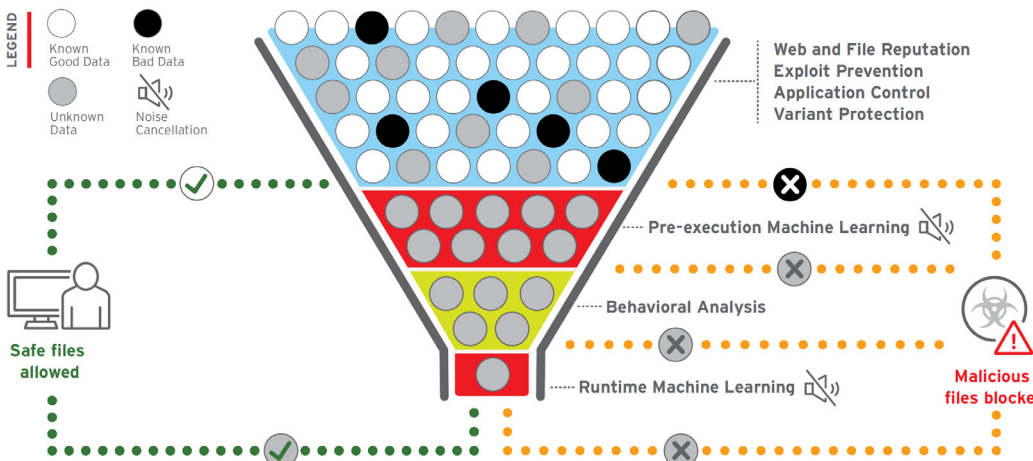 LEGEND
Known
Good Data
Known
Bad Data
Unknown
Data
Noise
Cancellation
Web and File Reputation
Exploit Prevention
Application Control
Variant Protection
Pre-execution Machine Learning
Behavioral Analysis
Runtime Machine Learning
Safe files
allowed
Malicious
files blocke